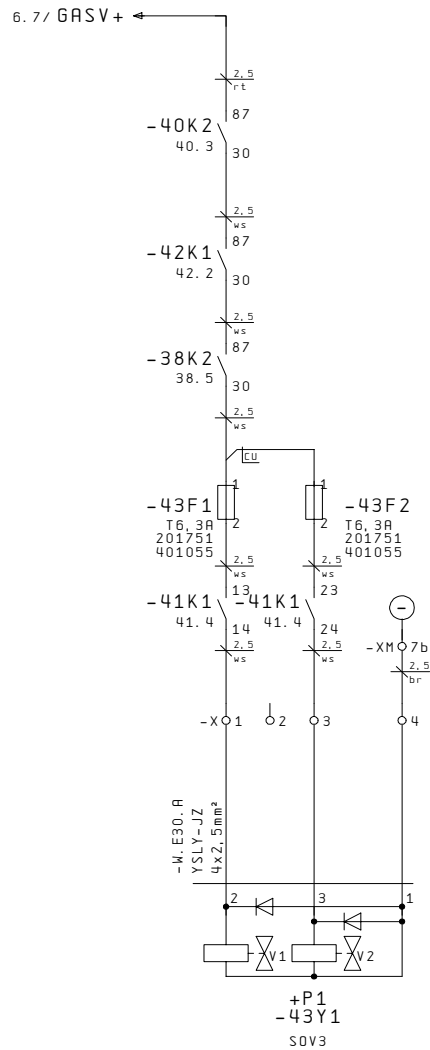 6.7/ GASV+
2,5
rt
87
-40K2
40.3
30
2,5
ws
87
-42K1
42.2
30
2,5
ws
87
-38K2
38.5
30
2,5
ws
CU
1 1
-43F1 -43F2
2 2
T6,3A T6,3A
201751 201751
401055 401055
2,5 2,5
ws ws
13 23
-41K1 -41K1
41.4 41.4
14 24
-
-XM 7b
2,5 2,5 2,5
ws ws br
-X 1 2 3 4
-W.E30.A
YSLY-JZ
4x2,5mm²
2 3 1
V1 V2
+P1
-43Y1
SOV3